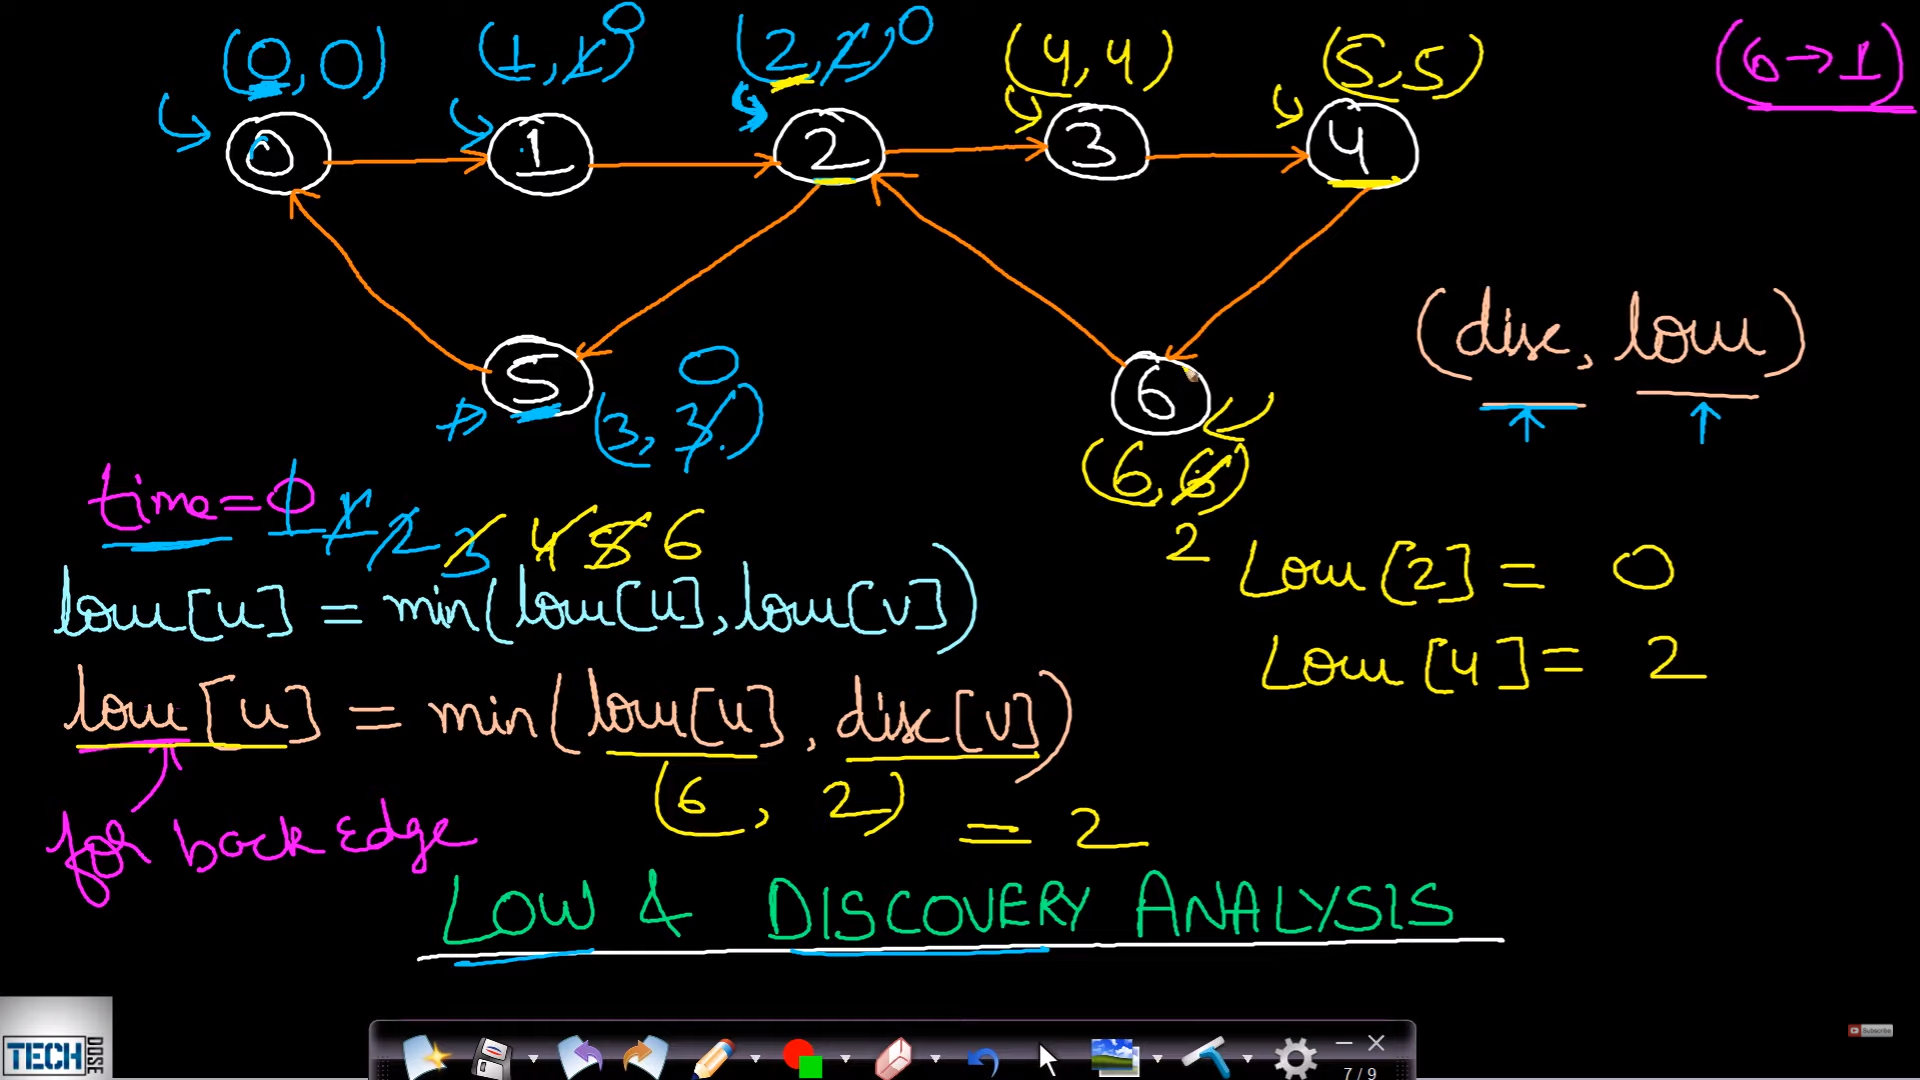 (0, 0) (1, 1) 0 (2, 2) 0 (4, 4) (5, 5) (6→1)
0 1 2 3 4
(disc, low)
5 0 6
(3, 3) (6, 6)
time = 0 1 1 2 3 4 5 6 2
low[u] = min(low[u], low[v]) Low[2] = 0
Low[4] = 2
low[u] = min(low[u], disc[v])
(6, 2) = 2
for back Edge
LOW & DISCOVERY ANALYSIS
TECH DOSE
Subscribe
7 / 9